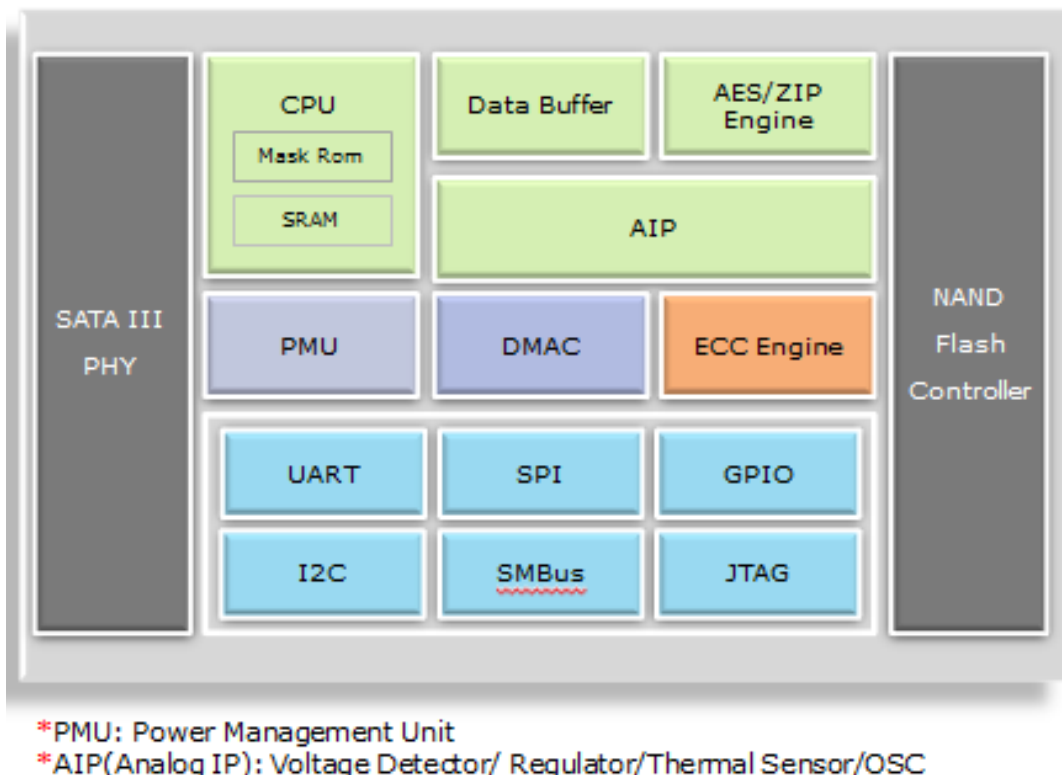 CPU
Mask Rom
SRAM
Data Buffer
AES/ZIP
Engine
AIP
SATA III
PHY
PMU
DMAC
ECC Engine
NAND
Flash
Controller
UART
SPI
GPIO
I2C
SMBus
JTAG
*PMU: Power Management Unit
*AIP(Analog IP): Voltage Detector/ Regulator/Thermal Sensor/OSC